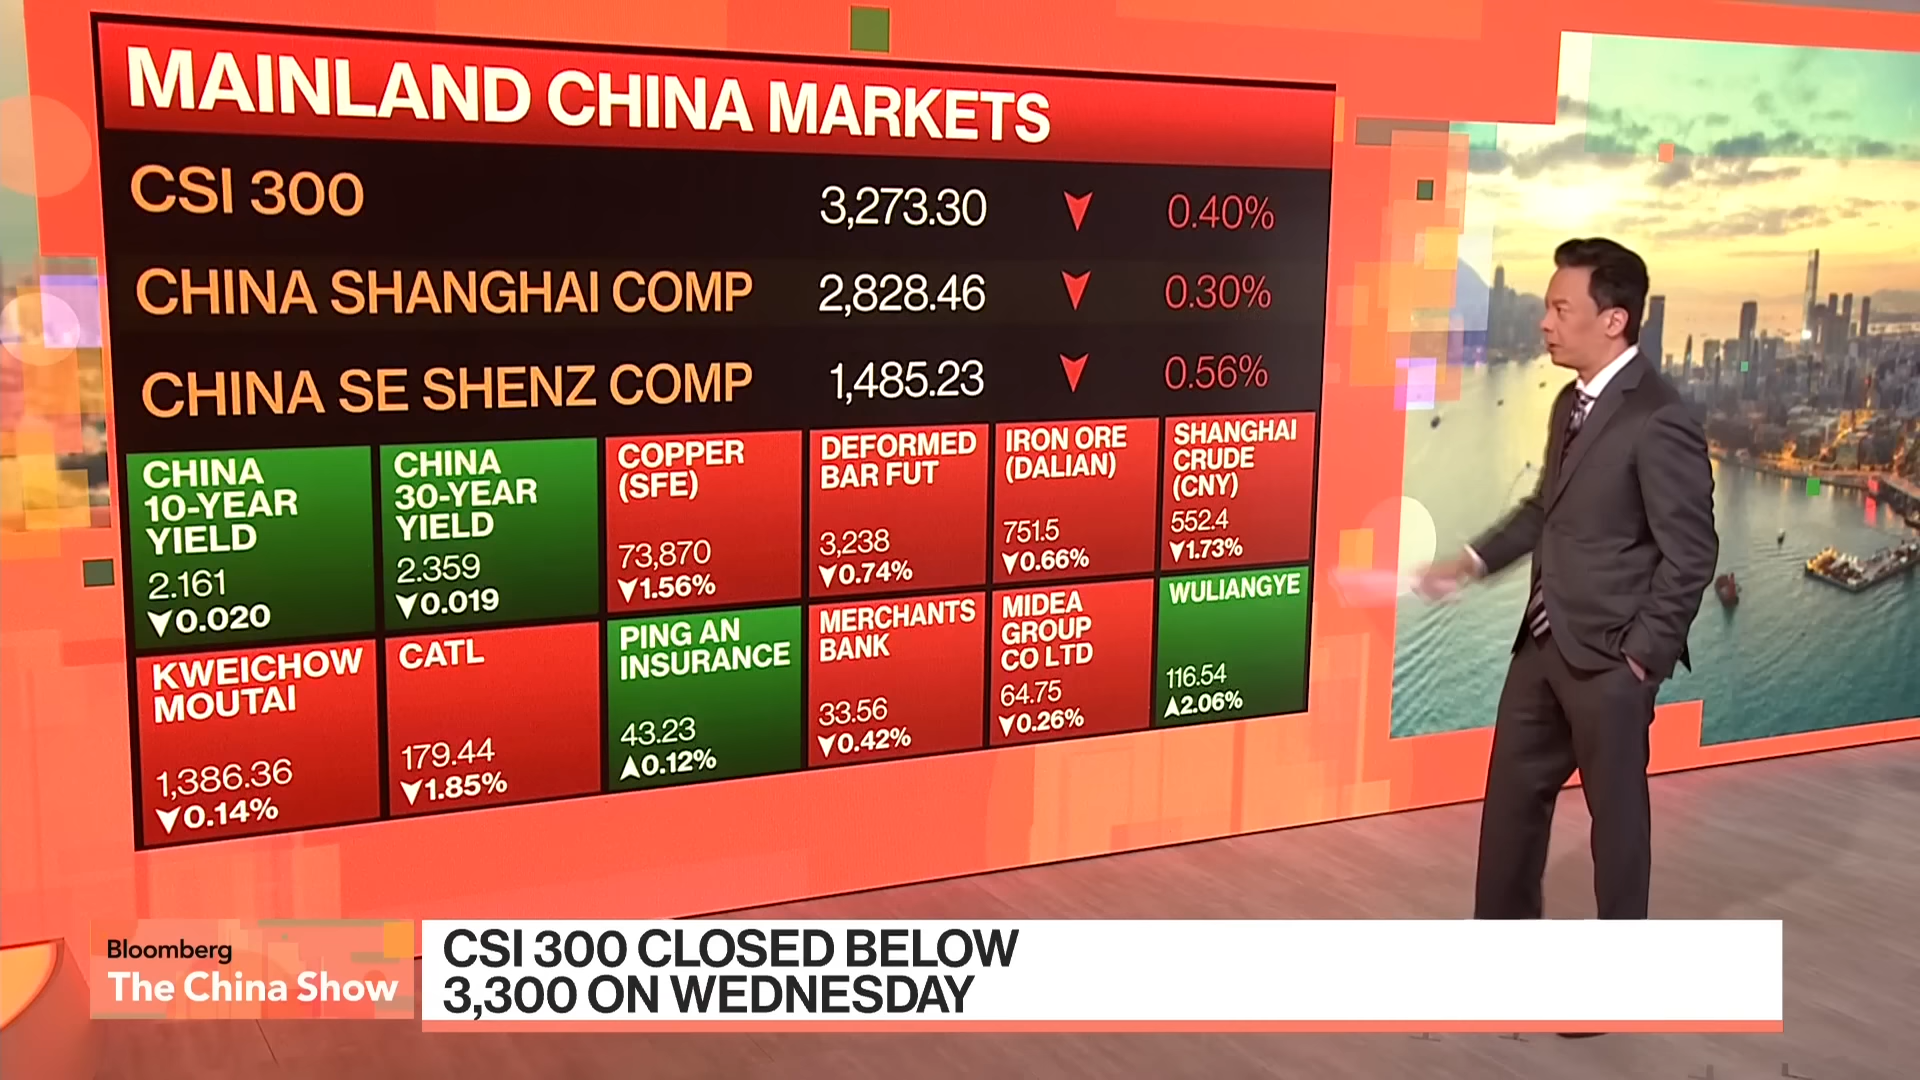 MAINLAND CHINA MARKETS
CSI 300 3,273.30 ▼ 0.40%
CHINA SHANGHAI COMP 2,828.46 ▼ 0.30%
CHINA SE SHENZ COMP 1,485.23 ▼ 0.56%
CHINA
10-YEAR
YIELD
2.161
▼0.020
CHINA
30-YEAR
YIELD
2.359
▼0.019
COPPER
(SFE)
73,870
▼1.56%
DEFORMED
BAR FUT
3,238
▼0.74%
IRON ORE
(DALIAN)
751.5
▼0.66%
SHANGHAI
CRUDE
(CNY)
552.4
▼1.73%
KWEICHOW
MOUTAI
1,386.36
▼0.14%
CATL
179.44
▼1.85%
PING AN
INSURANCE
43.23
▲0.12%
MERCHANTS
BANK
33.56
▼0.42%
MIDEA
GROUP
CO LTD
64.75
▼0.26%
WULIANGYE
116.54
▲2.06%
Bloomberg
The China Show
CSI 300 CLOSED BELOW
3,300 ON WEDNESDAY